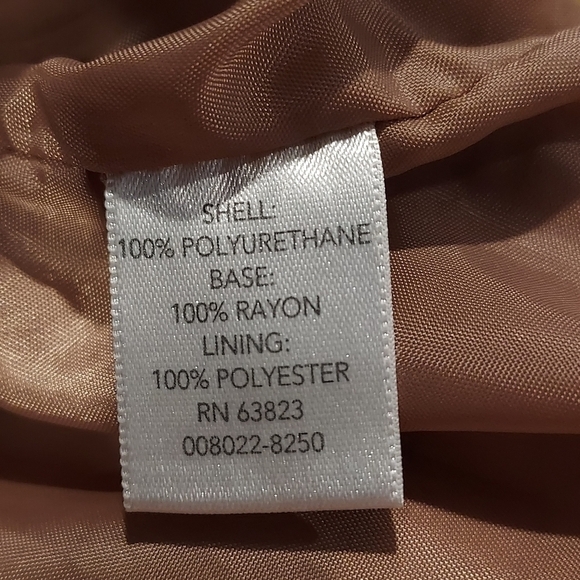 SHELL:
100% POLYURETHANE
BASE:
100% RAYON
LINING:
100% POLYESTER
RN 63823
008022-8250